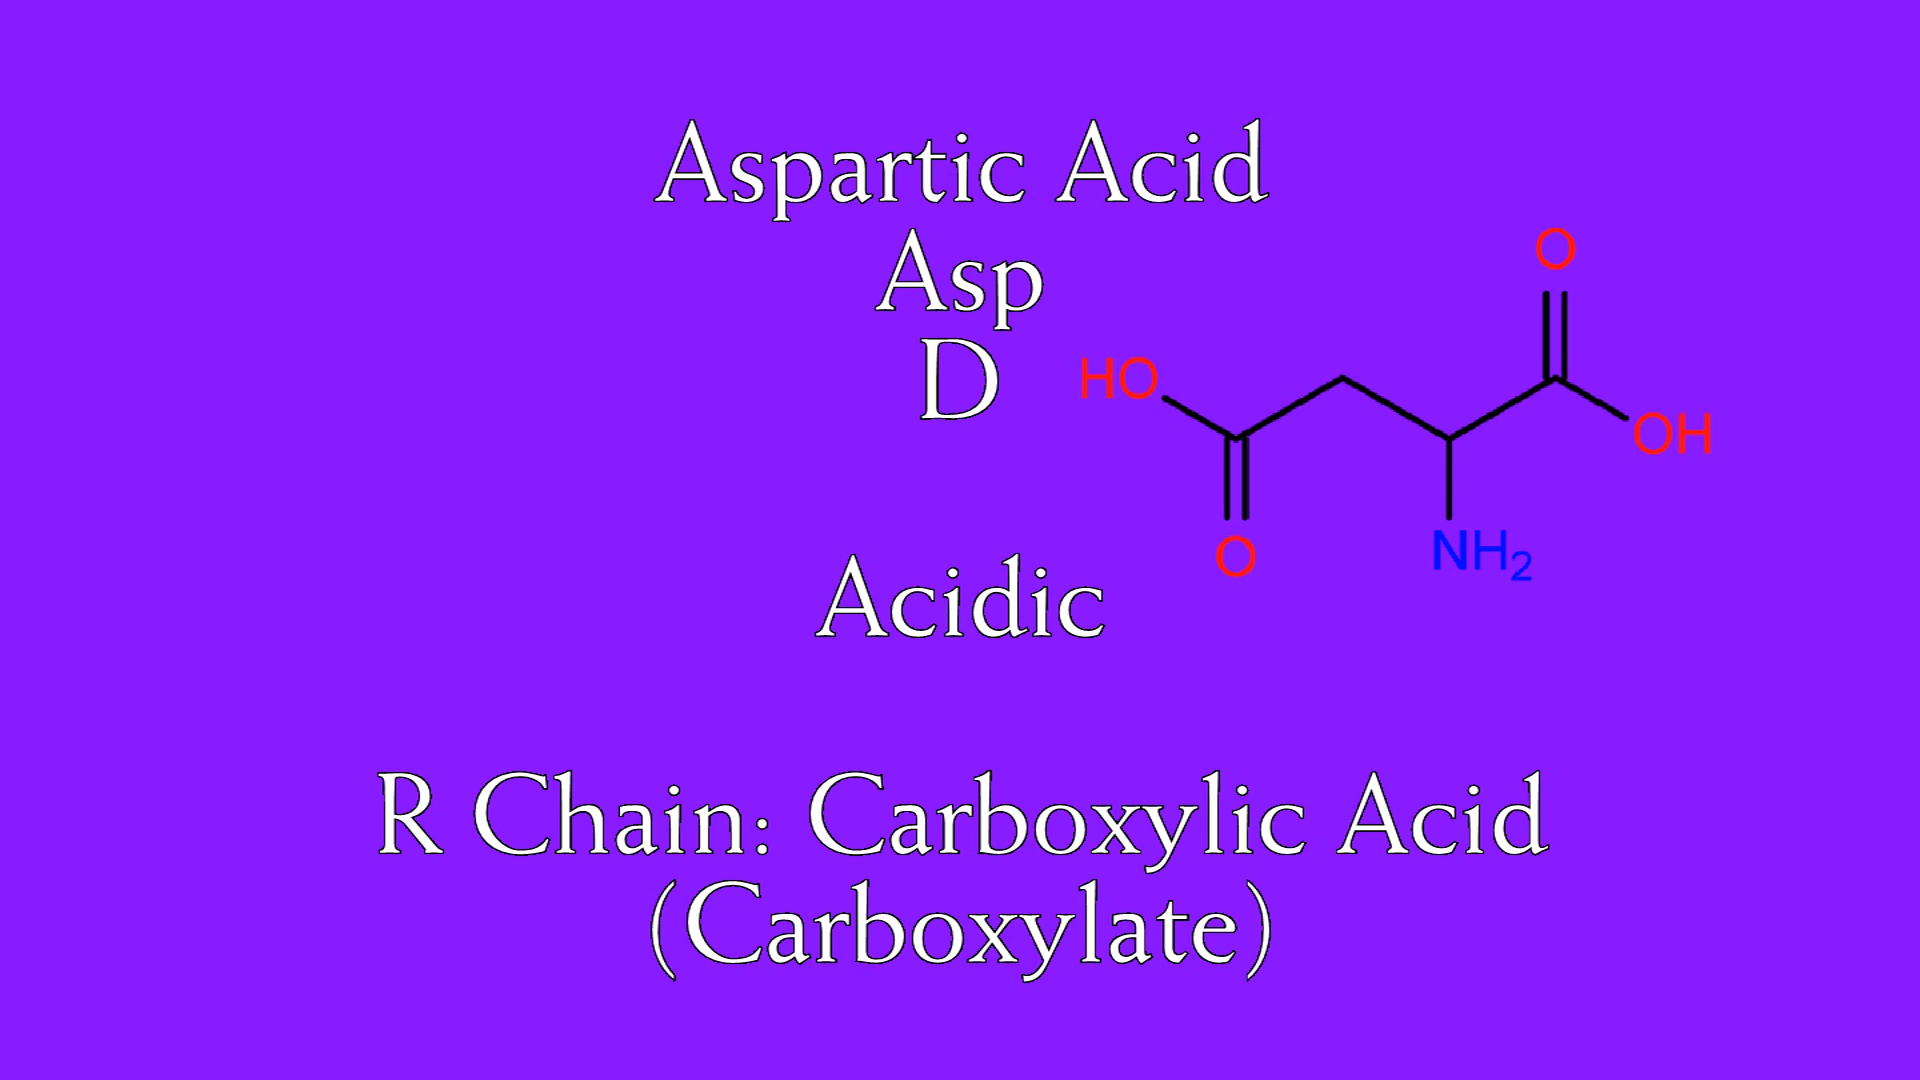 Aspartic Acid
Asp
D
O
HO
OH
NH₂
O
Acidic
R Chain: Carboxylic Acid
(Carboxylate)